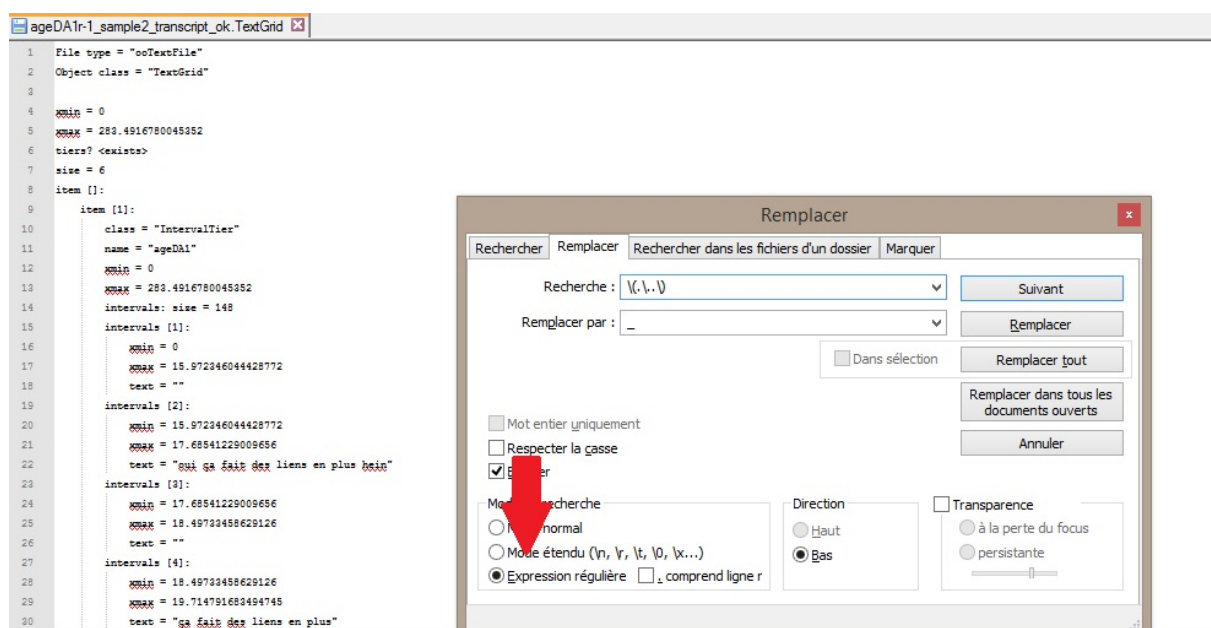 ageDA1r-1_sample2_transcript_ok.TextGrid
1 File type = "ooTextFile"
2 Object class = "TextGrid"
3
4 xmin = 0
5 xmax = 283.4916780045352
6 tiers? <exists>
7 size = 6
8 item []:
9 item [1]:
10 class = "IntervalTier"
11 name = "ageDA1"
12 xmin = 0
13 xmax = 283.4916780045352
14 intervals: size = 148
15 intervals [1]:
16 xmin = 0
17 xmax = 15.972346044428772
18 text = ""
19 intervals [2]:
20 xmin = 15.972346044428772
21 xmax = 17.68541229009656
22 text = "oui ça fait des liens en plus hein"
23 intervals [3]:
24 xmin = 17.68541229009656
25 xmax = 18.49733458629126
26 text = ""
27 intervals [4]:
28 xmin = 18.49733458629126
29 xmax = 19.714791683494745
30 text = "ça fait des liens en plus"
Remplacer
x
Rechercher Remplacer Rechercher dans les fichiers d'un dossier Marquer
Recherche : \(.\..\) Suivant
Remplacer par : _ Remplacer
Dans sélection Remplacer tout
Remplacer dans tous les
documents ouverts
Mot entier uniquement
Respecter la casse Annuler
Mode étendu (\n, \r, \t, \0, \x...)
Expression régulière . comprend ligne r
Direction
Haut
Bas
Transparence
à la perte du focus
persistante